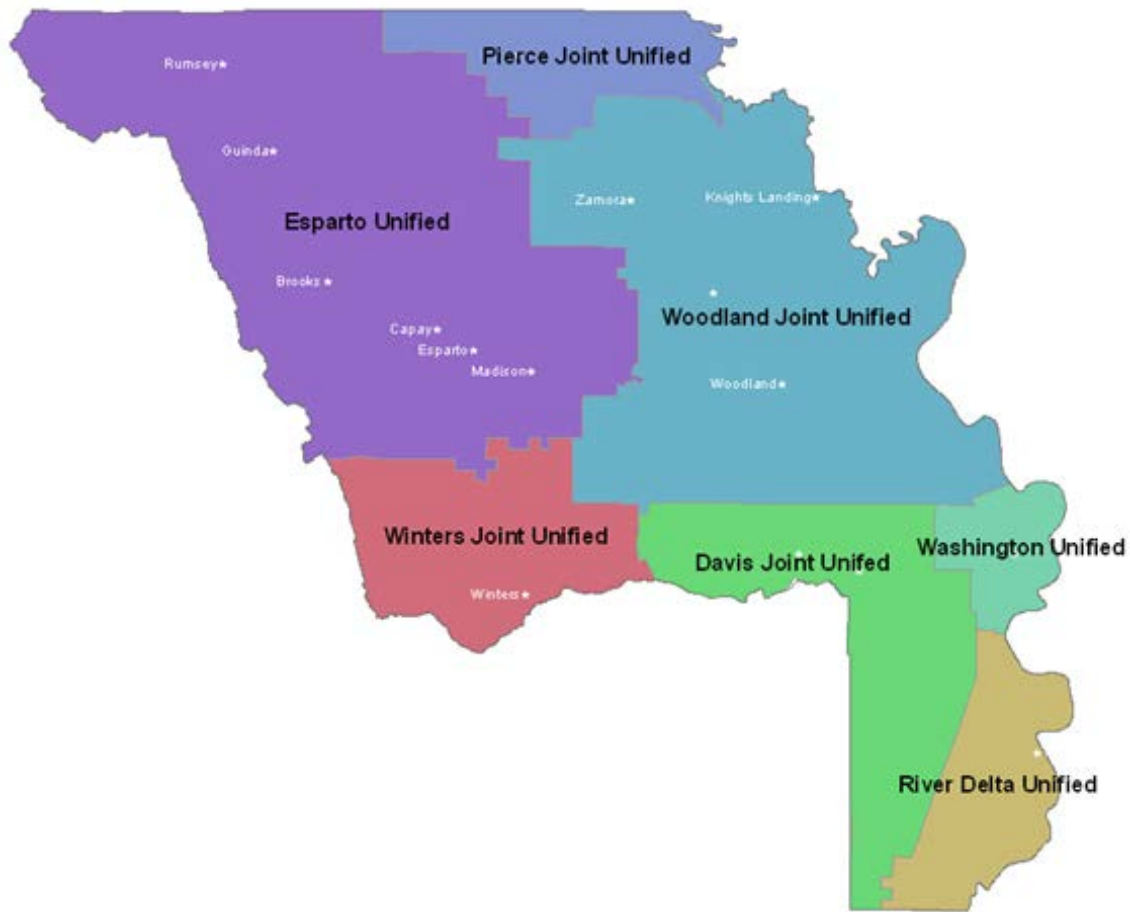 Pierce Joint Unified
Rumsey
Guinda
Zamora
Knights Landing
Esparto Unified
Brooks
Woodland Joint Unified
Capay
Esparto
Madison
Woodland
Winters Joint Unified
Washington Unified
Davis Joint Unifed
Winters
River Delta Unified